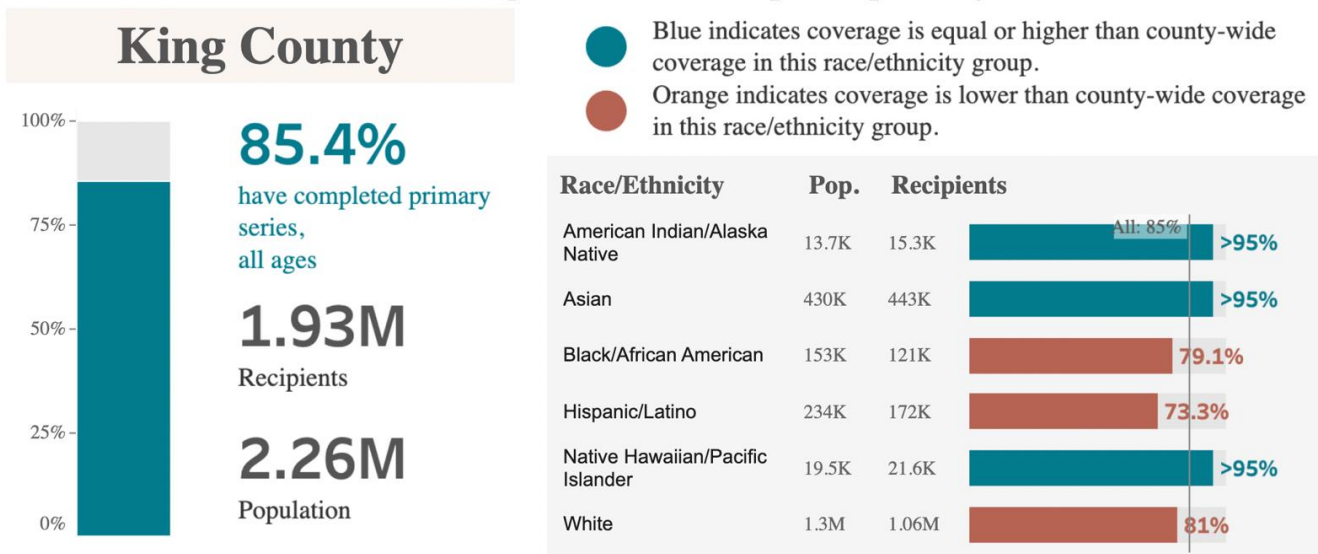 King County
100%
75%
50%
25%
0%
85.4%
have completed primary
series,
all ages
1.93M
Recipients
2.26M
Population
Blue indicates coverage is equal or higher than county-wide
coverage in this race/ethnicity group.
Orange indicates coverage is lower than county-wide coverage
in this race/ethnicity group.
Race/Ethnicity Pop. Recipients
All: 85%
American Indian/Alaska
Native 13.7K 15.3K >95%
Asian 430K 443K >95%
Black/African American 153K 121K 79.1%
Hispanic/Latino 234K 172K 73.3%
Native Hawaiian/Pacific
Islander 19.5K 21.6K >95%
White 1.3M 1.06M 81%